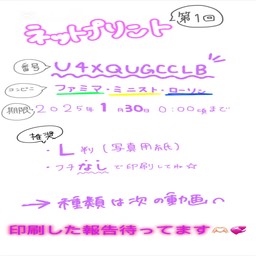 第1回
ネットプリント
番号 U4XQUGCCLB
コンビニ ファミマ・ミニスト・ローソン
期限 2025年1月30日 0:00頃まで
推奨
・L判(写真用紙)
・フチなしで印刷してね☆
→ 種類は次の動画へ
印刷した報告待ってます🫶🏻💞